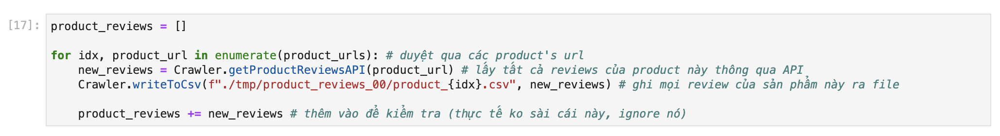 [17]: product_reviews = []
for idx, product_url in enumerate(product_urls): # duyệt qua các product's url
    new_reviews = Crawler.getProductReviewsAPI(product_url) # lấy tất cả reviews của product này thông qua API
    Crawler.writeToCsv(f"./tmp/product_reviews_00/product_{idx}.csv", new_reviews) # ghi mọi review của sản phẩm này ra file
    product_reviews += new_reviews # thêm vào để kiểm tra (thực tế ko sài cái này, ignore nó)